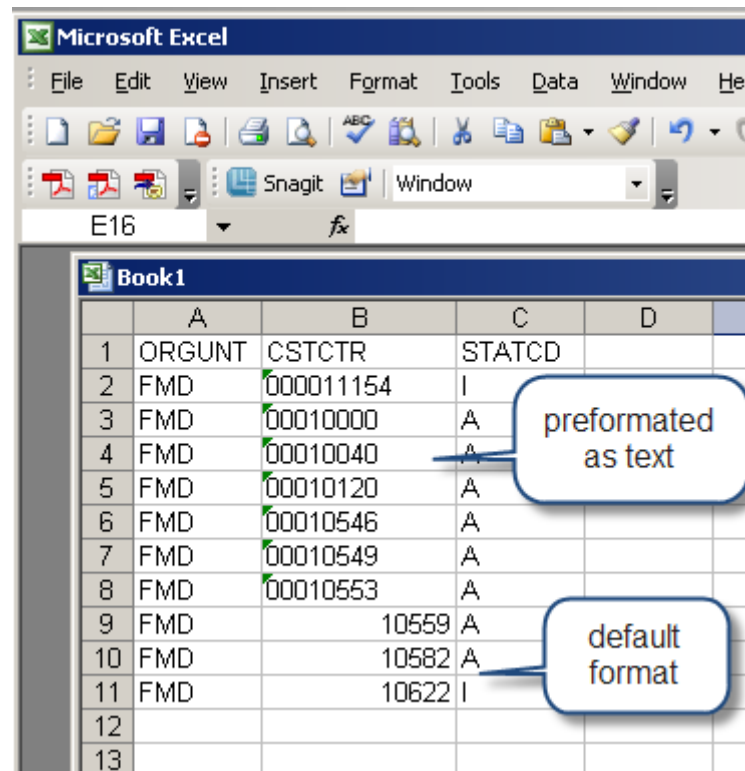 Microsoft Excel
File Edit View Insert Format Tools Data Window He
ABC
Snagit Window
E16 fx
Book1
A B C D
1 ORGUNT CSTCTR STATCD
2 FMD 000011154 I
3 FMD 00010000 A
4 FMD 00010040 A
5 FMD 00010120 A
6 FMD 00010546 A
7 FMD 00010549 A
8 FMD 00010553 A
9 FMD 10559 A
10 FMD 10582 A
11 FMD 10622 I
12
13
preformated
as text
default
format